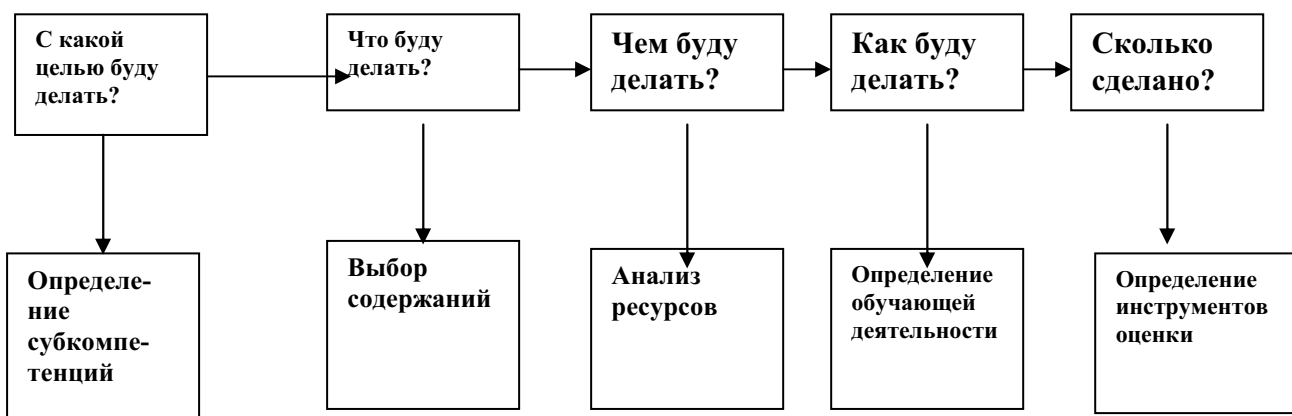 С какой
целью буду
делать?
Что буду
делать?
Чем буду
делать?
Как буду
делать?
Сколько
сделано?
Определе-
ние
субкомпе-
тенций
Выбор
содержаний
Анализ
ресурсов
Определение
обучающей
деятельности
Определение
инструментов
оценки